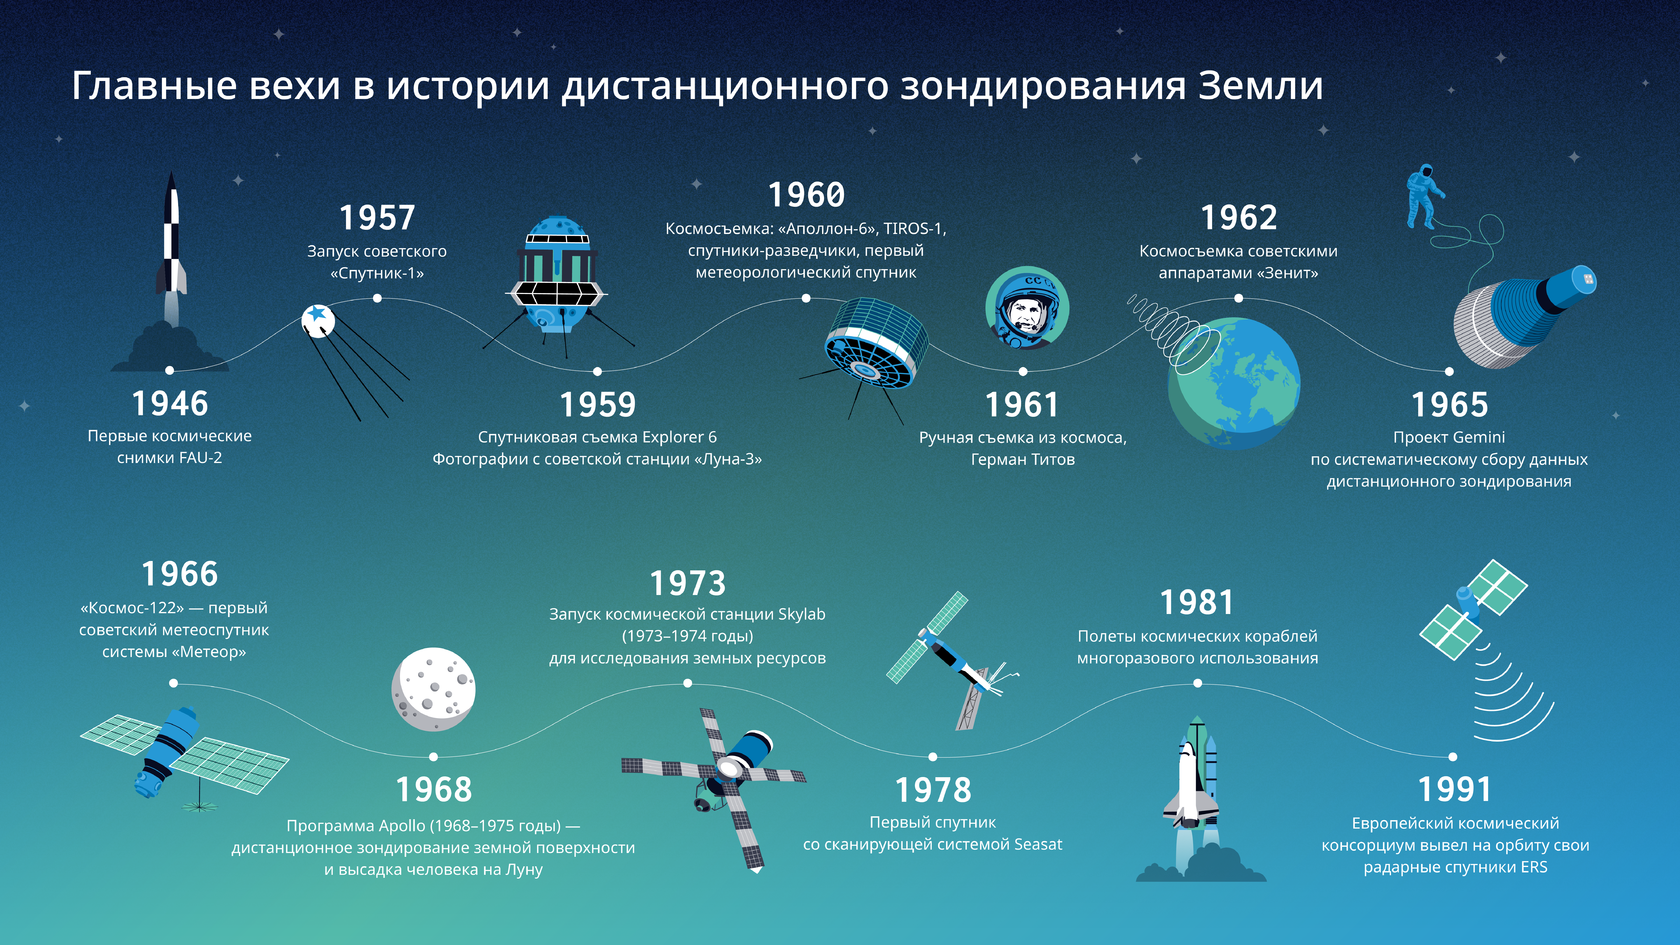 Главные вехи в истории дистанционного зондирования Земли
1946
Первые космические
снимки FAU-2
1957
Запуск советского
«Спутник-1»
1959
Спутниковая съемка Explorer 6
Фотографии с советской станции «Луна-3»
1960
Космосъемка: «Аполлон-6», TIROS-1,
спутники-разведчики, первый
метеорологический спутник
СССР
1961
Ручная съемка из космоса,
Герман Титов
1962
Космосъемка советскими
аппаратами «Зенит»
1965
Проект Gemini
по систематическому сбору данных
дистанционного зондирования
1966
«Космос-122» — первый
советский метеоспутник
системы «Метеор»
1968
Программа Apollo (1968–1975 годы) —
дистанционное зондирование земной поверхности
и высадка человека на Луну
1973
Запуск космической станции Skylab
(1973–1974 годы)
для исследования земных ресурсов
1978
Первый спутник
со сканирующей системой Seasat
1981
Полеты космических кораблей
многоразового использования
1991
Европейский космический
консорциум вывел на орбиту свои
радарные спутники ERS